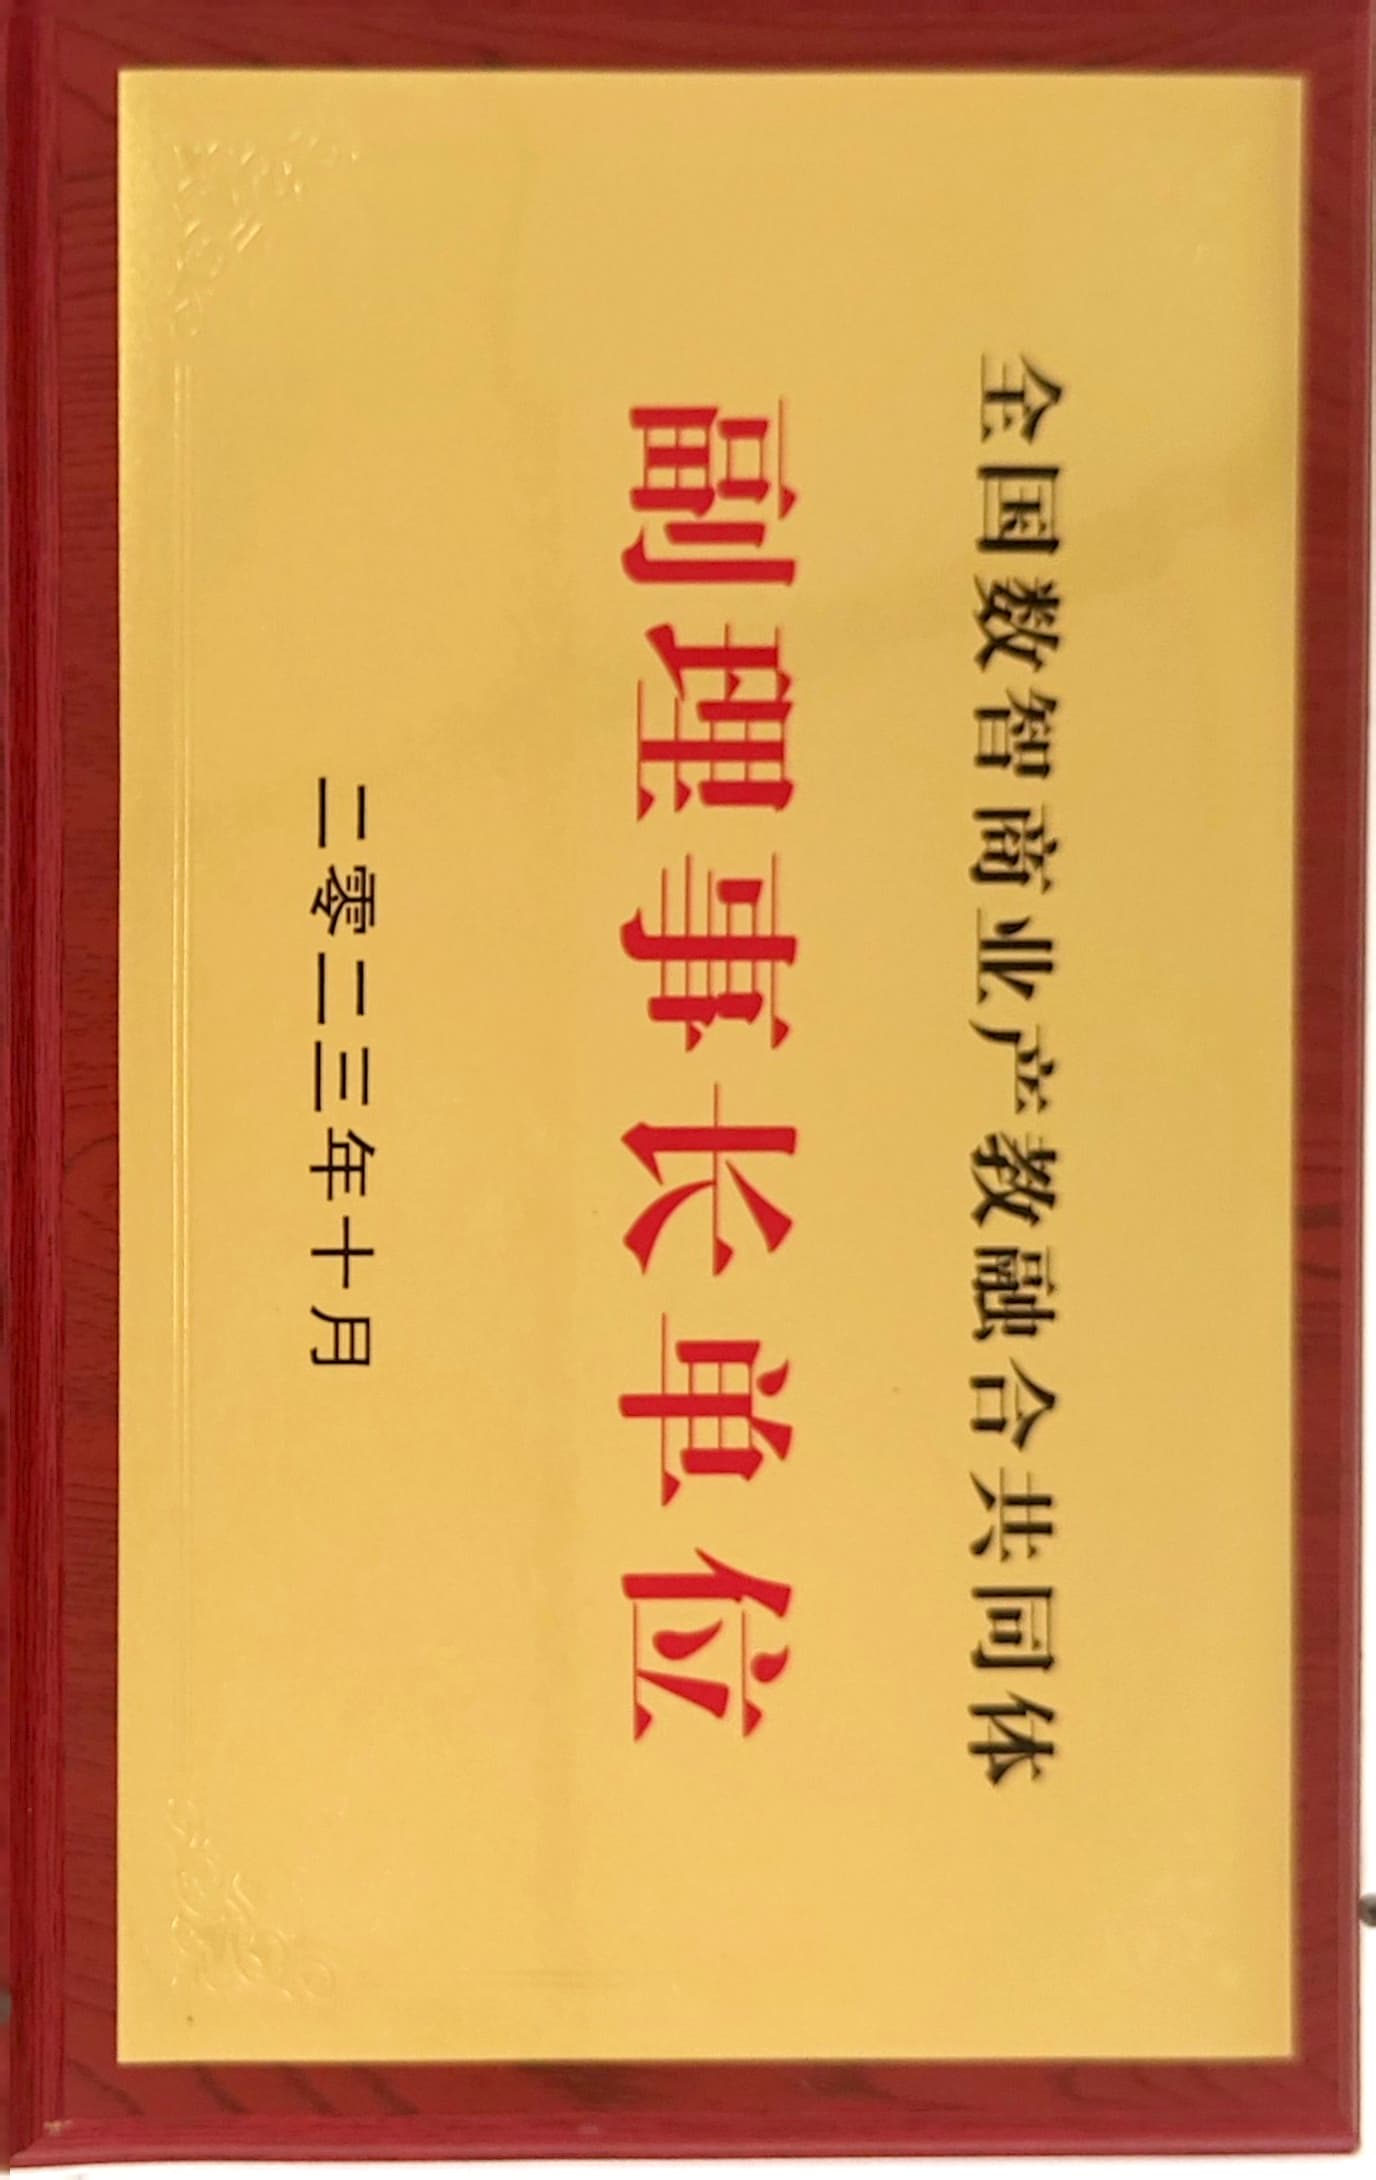 全国数智商业产教融合共同体
副理事长单位
二零二三年十月